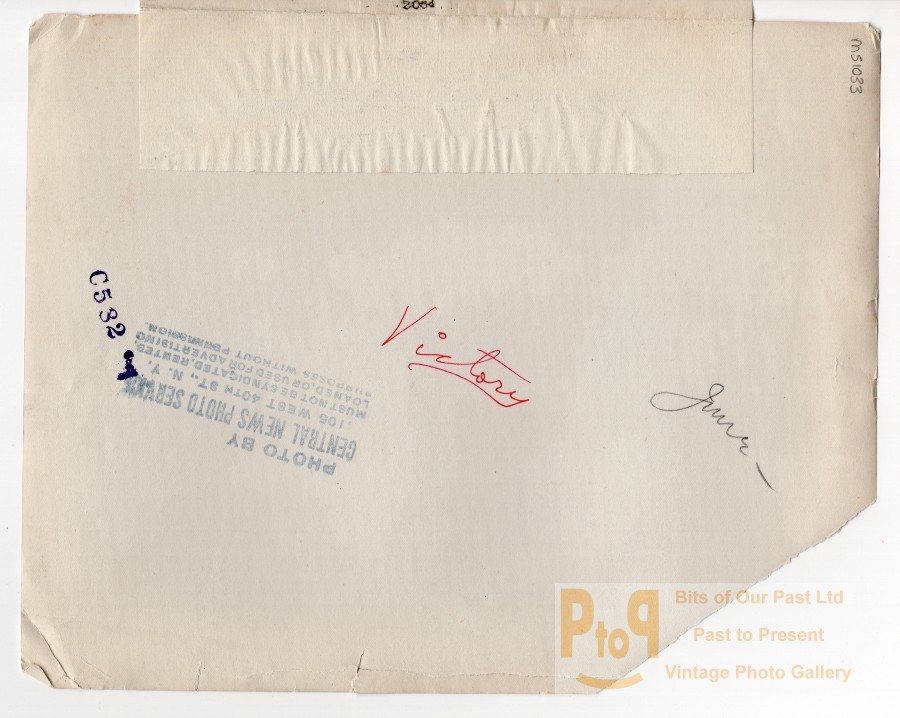 2064
M51033
C532
1
Victory
PHOTO BY
CENTRAL NEWS PHOTO SERVICE
105 WEST 40TH ST., N. Y.
MUST NOT BE SYNDICATED, RENTED,
LOANED, OR USED FOR ADVERTISING
PURPOSES WITHOUT PERMISSION.
PtoP
Bits of Our Past Ltd
Past to Present
Vintage Photo Gallery